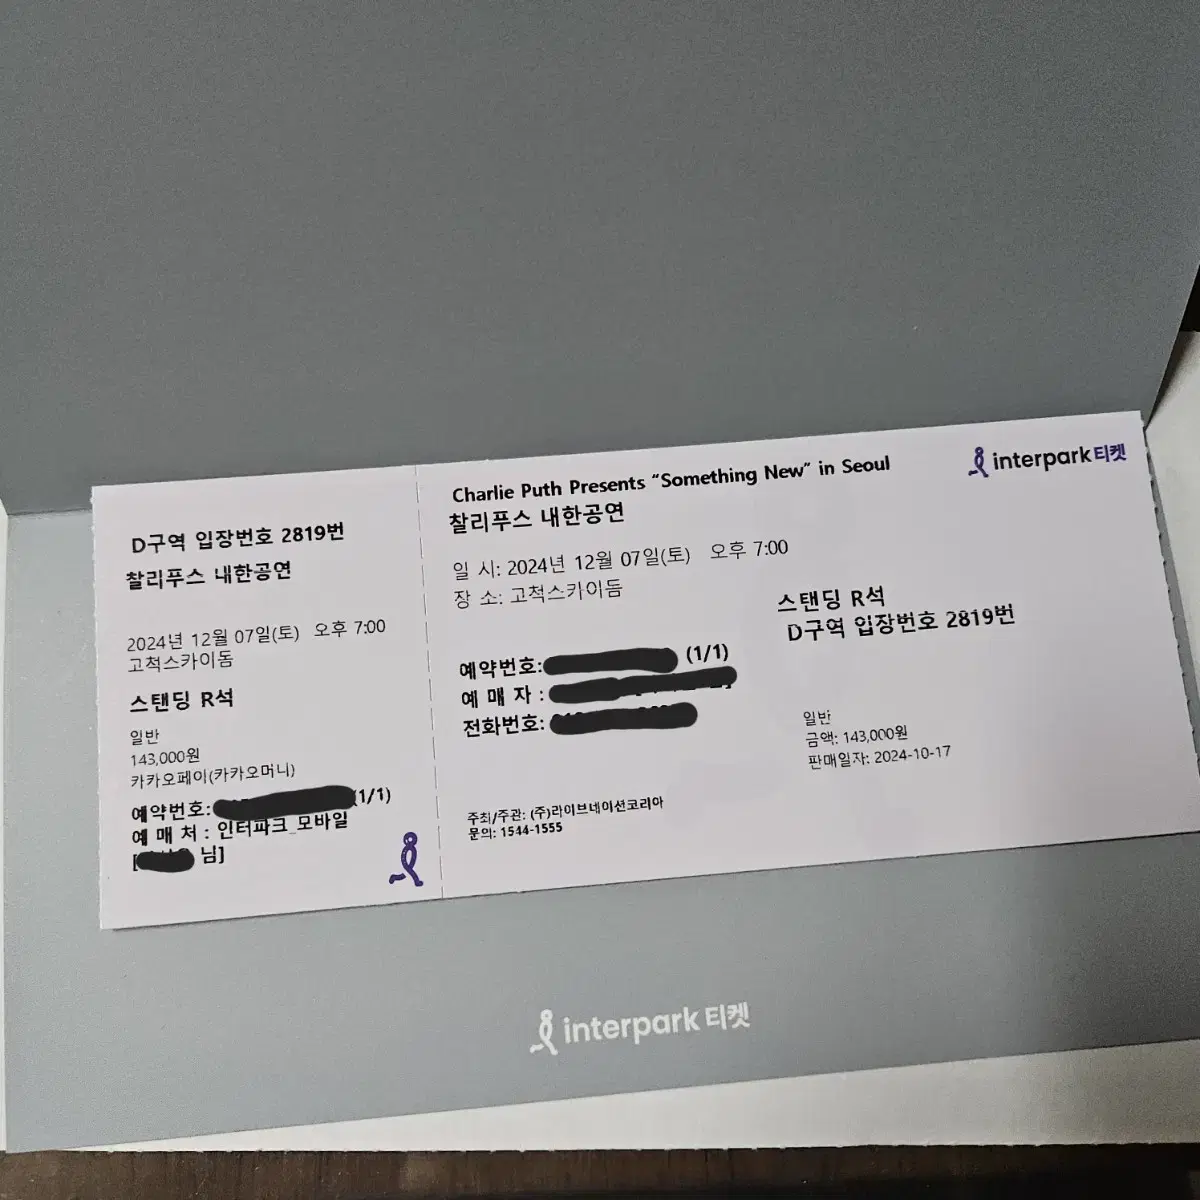 D구역 입장번호 2819번
찰리푸스 내한공연
2024년 12월 07일(토) 오후 7:00
고척스카이돔
스탠딩 R석
일반
143,000원
카카오페이(카카오머니)
예약번호: (1/1)
예 매 처 : 인터파크_모바일
[ 님]
Charlie Puth Presents “Something New” in Seoul
찰리푸스 내한공연
일 시: 2024년 12월 07일(토) 오후 7:00
장 소: 고척스카이돔
예약번호: (1/1)
예 매 자 :
전화번호:
주최/주관: (주)라이브네이션코리아
문의: 1544-1555
interpark티켓
스탠딩 R석
D구역 입장번호 2819번
일반
금액: 143,000원
판매일자: 2024-10-17
interpark 티켓